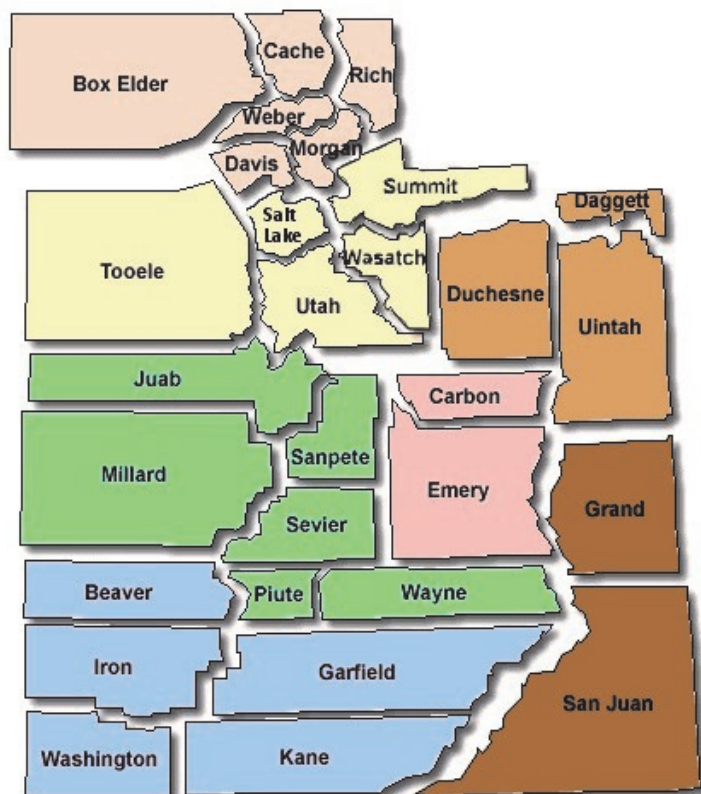 Cache
Rich
Box Elder
Weber
Morgan
Davis
Summit
Daggett
Salt
Lake
Wasatch
Tooele
Duchesne
Utah
Uintah
Juab
Carbon
Sanpete
Millard
Emery
Grand
Sevier
Beaver
Piute
Wayne
Iron
Garfield
San Juan
Washington
Kane